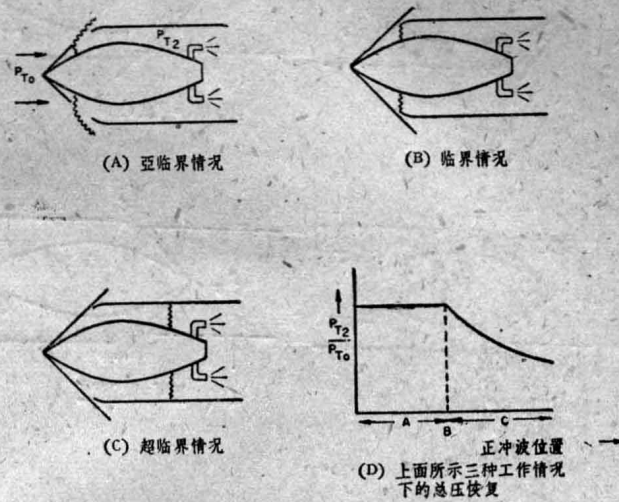 P_T2
P_T0
(A) 亞临界情况
(B) 临界情况
(C) 超临界情况
P_T2
P_T0
A B C
正冲波位置
(D) 上面所示三种工作情况
下的总压恢复